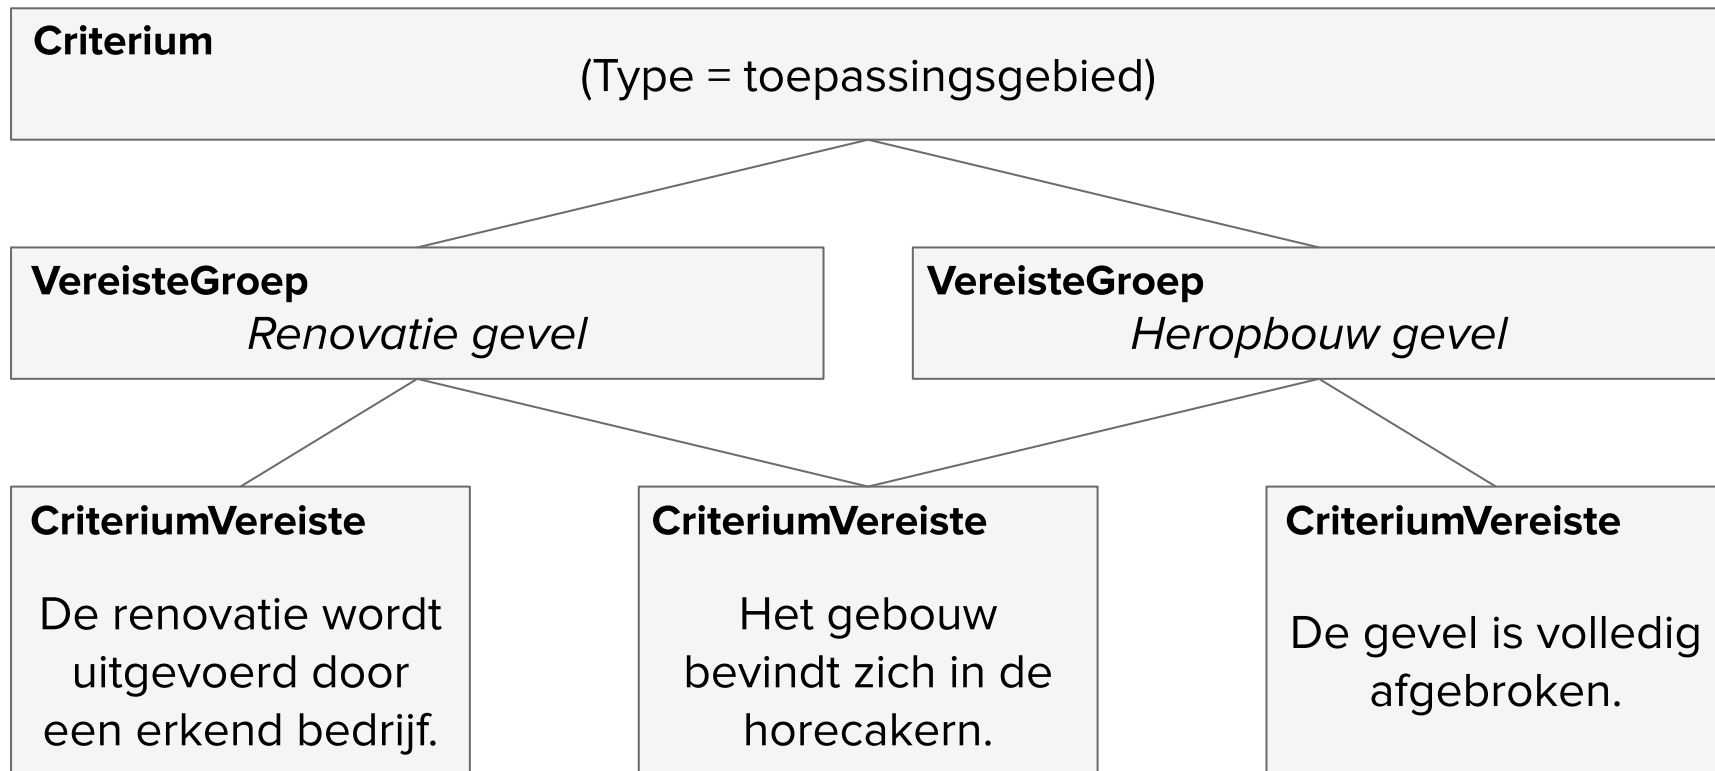 Criterium
(Type = toepassingsgebied)
VereisteGroep
Renovatie gevel
VereisteGroep
Heropbouw gevel
CriteriumVereiste
De renovatie wordt
uitgevoerd door
een erkend bedrijf.
CriteriumVereiste
Het gebouw
bevindt zich in de
horecakern.
CriteriumVereiste
De gevel is volledig
afgebroken.